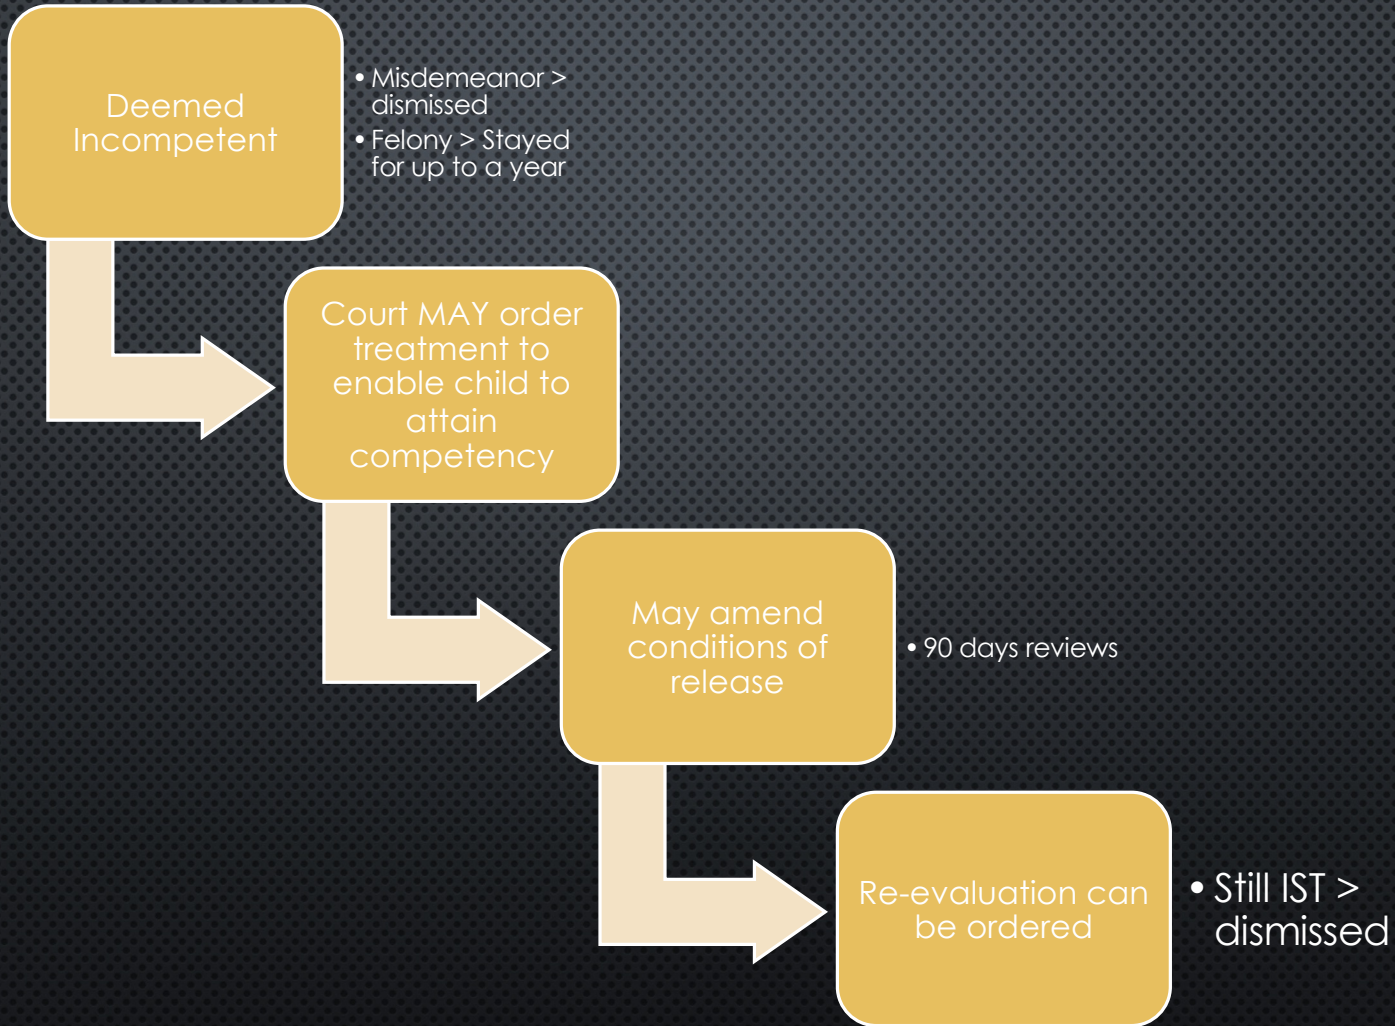 Deemed
Incompetent
• Misdemeanor >
dismissed
• Felony > Stayed
for up to a year
Court MAY order
treatment to
enable child to
attain
competency
May amend
conditions of
release
• 90 days reviews
Re-evaluation can
be ordered
• Still IST >
dismissed